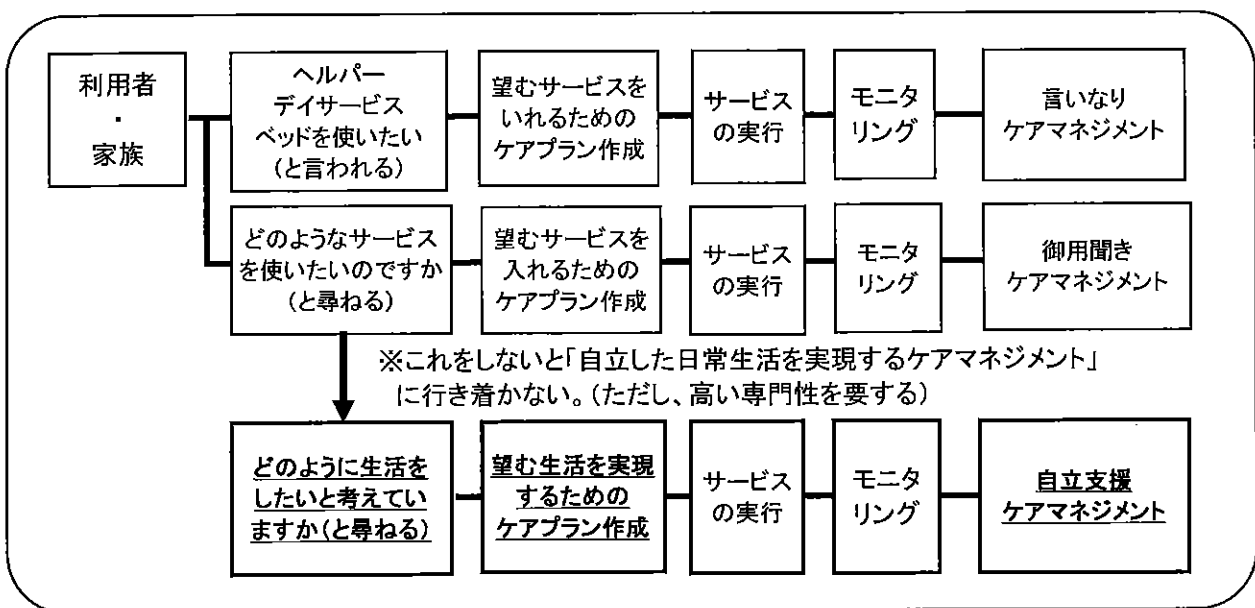 利用者
・
家族
ヘルパー
デイサービス
ベッドを使いたい
(と言われる)
望むサービスを
いれるための
ケアプラン作成
サービス
の実行
モニタ
リング
言いなり
ケアマネジメント
どのようなサービス
を使いたいのですか
(と尋ねる)
望むサービスを
入れるための
ケアプラン作成
サービス
の実行
モニタ
リング
御用聞き
ケアマネジメント
※これをしないと「自立した日常生活を実現するケアマネジメント」
に行き着かない。(ただし、高い専門性を要する)
どのように生活を
したいと考えてい
ますか(と尋ねる)
望む生活を実現
するための
ケアプラン作成
サービス
の実行
モニタ
リング
自立支援
ケアマネジメント